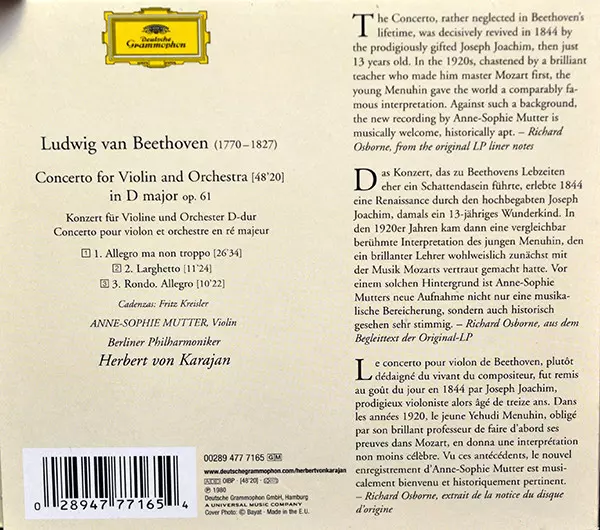 Deutsche
Grammophon
Ludwig van Beethoven (1770–1827)
Concerto for Violin and Orchestra [48'20]
in D major op. 61
Konzert für Violine und Orchester D-dur
Concerto pour violon et orchestre en ré majeur
1 1. Allegro ma non troppo [26'34]
2 2. Larghetto [11'24]
3 3. Rondo. Allegro [10'22]
Cadenzas: Fritz Kreisler
ANNE-SOPHIE MUTTER, Violin
Berliner Philharmoniker
Herbert von Karajan
The Concerto, rather neglected in Beethoven's
lifetime, was decisively revived in 1844 by
the prodigiously gifted Joseph Joachim, then just
13 years old. In the 1920s, chastened by a brilliant
teacher who made him master Mozart first, the
young Menuhin gave the world a comparably fa-
mous interpretation. Against such a background,
the new recording by Anne-Sophie Mutter is
musically welcome, historically apt. – Richard
Osborne, from the original LP liner notes
Das Konzert, das zu Beethovens Lebzeiten
eher ein Schattendasein führte, erlebte 1844
eine Renaissance durch den hochbegabten Joseph
Joachim, damals ein 13-jähriges Wunderkind. In
den 1920er Jahren kam dann eine vergleichbar
berühmte Interpretation des jungen Menuhin, den
ein brillanter Lehrer wohlweislich zunächst mit
der Musik Mozarts vertraut gemacht hatte. Vor
einem solchen Hintergrund ist Anne-Sophie
Mutters neue Aufnahme nicht nur eine musika-
lische Bereicherung, sondern auch historisch
gesehen sehr stimmig. – Richard Osborne, aus dem
Begleittext der Original-LP
Le concerto pour violon de Beethoven, plutôt
dédaigné du vivant du compositeur, fut remis
au goût du jour en 1844 par Joseph Joachim,
prodigieux violoniste alors âgé de treize ans. Dans
les années 1920, le jeune Yehudi Menuhin, obligé
par son brillant professeur de faire d'abord ses
preuves dans Mozart, en donna une interprétation
non moins célèbre. Vu ces antécédents, le nouvel
enregistrement d'Anne-Sophie Mutter est musi-
calement bienvenu et historiquement pertinent.
– Richard Osborne, extrait de la notice du disque
d'origine
0 28947 77165 4
00289 477 7165 GM
www.deutschegrammophon.com/herbertvonkarajan
OIBP · [48'20] ·
℗ 1980
Deutsche Grammophon GmbH, Hamburg
A UNIVERSAL MUSIC COMPANY
Cover Photo: © Bayat · Made in the E.U.